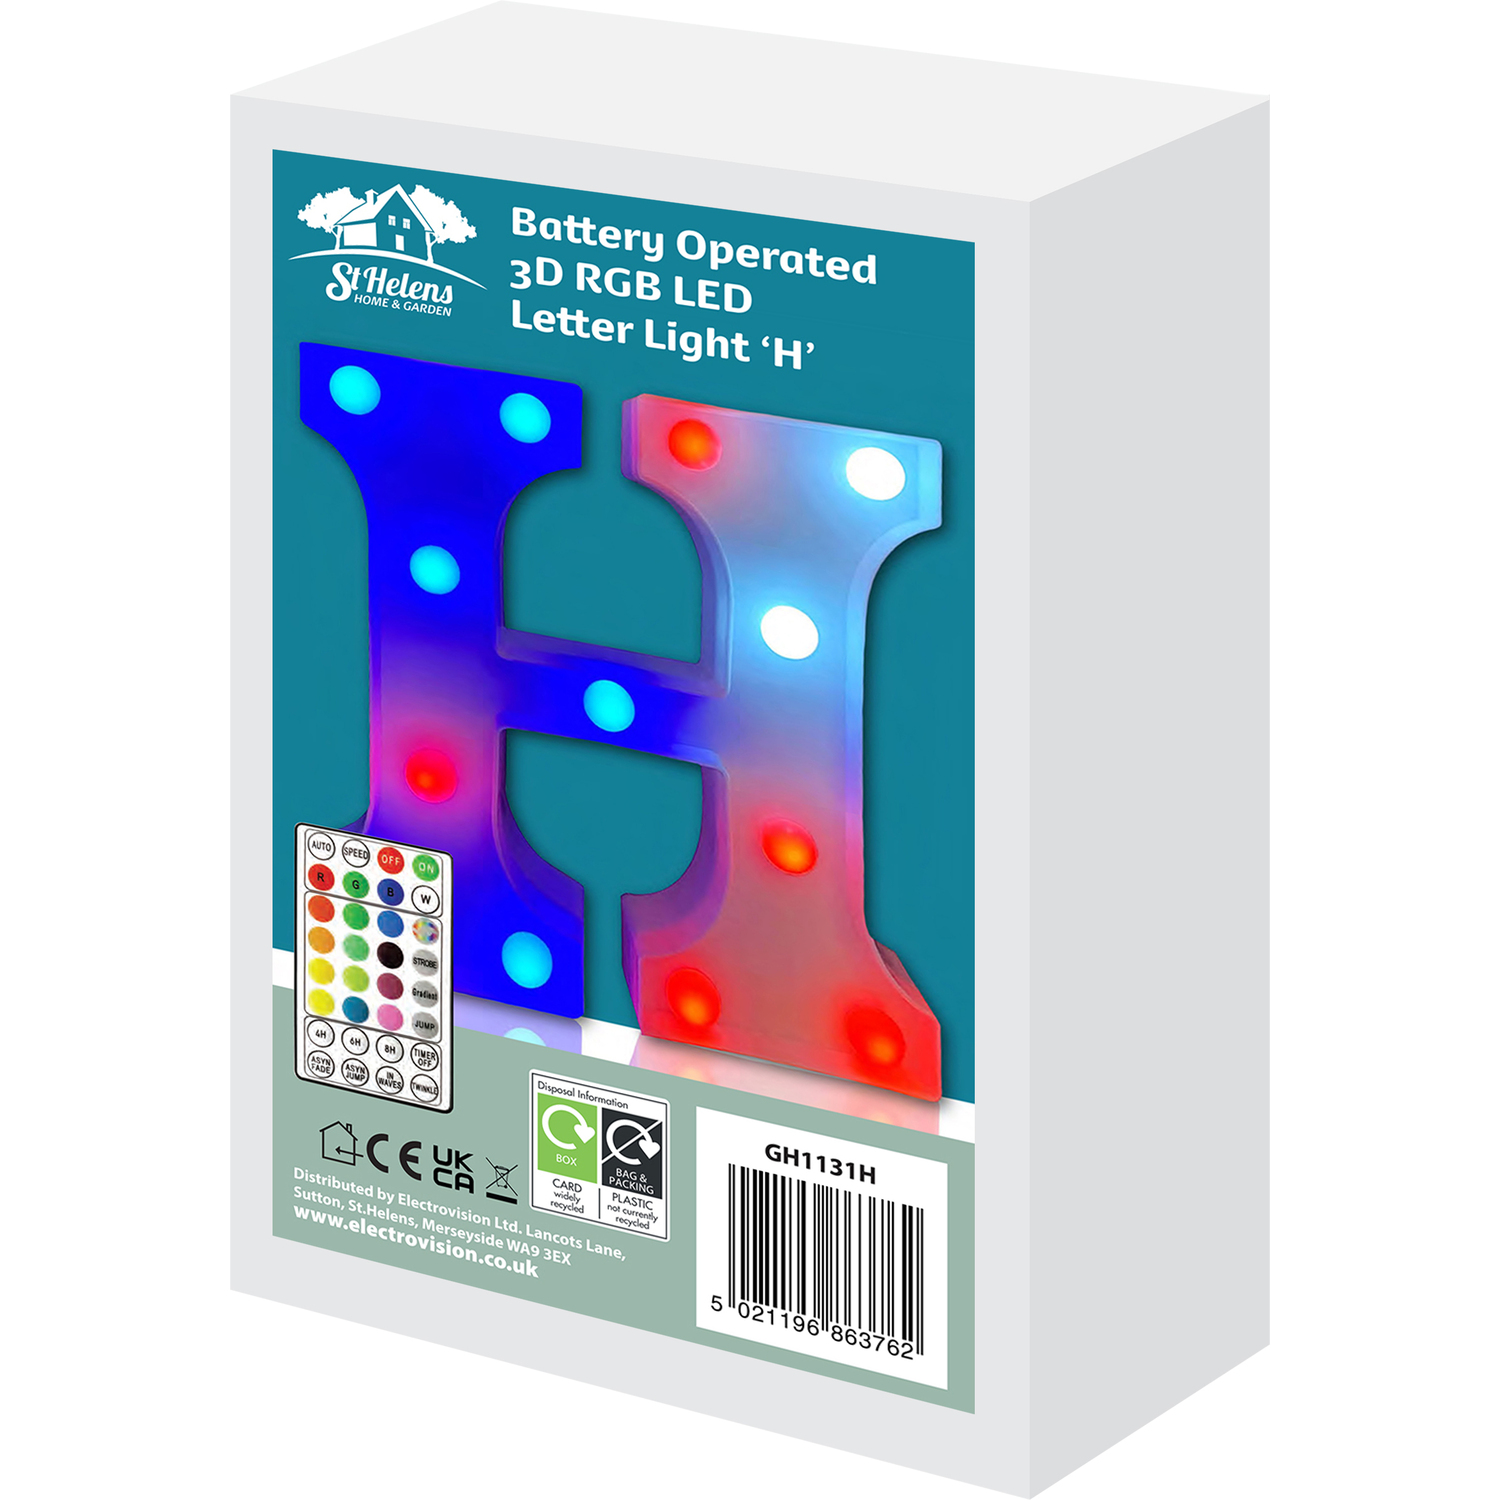 St Helens
HOME & GARDEN
Battery Operated
3D RGB LED
Letter Light ‘H’
AUTO SPEED OFF ON
R G B W
STROBE
Gradient
JUMP
4H 6H 8H TIMER OFF
ASYN FADE ASYN JUMP IN WAVES TWINKLE
CE UK CA
Distributed by Electrovision Ltd. Lancots Lane,
Sutton, St.Helens, Merseyside WA9 3EX
www.electrovision.co.uk
Disposal Information
BOX
CARD
widely
recycled
BAG &
PACKING
PLASTIC
not currently
recycled
GH1131H
5 021196 863762